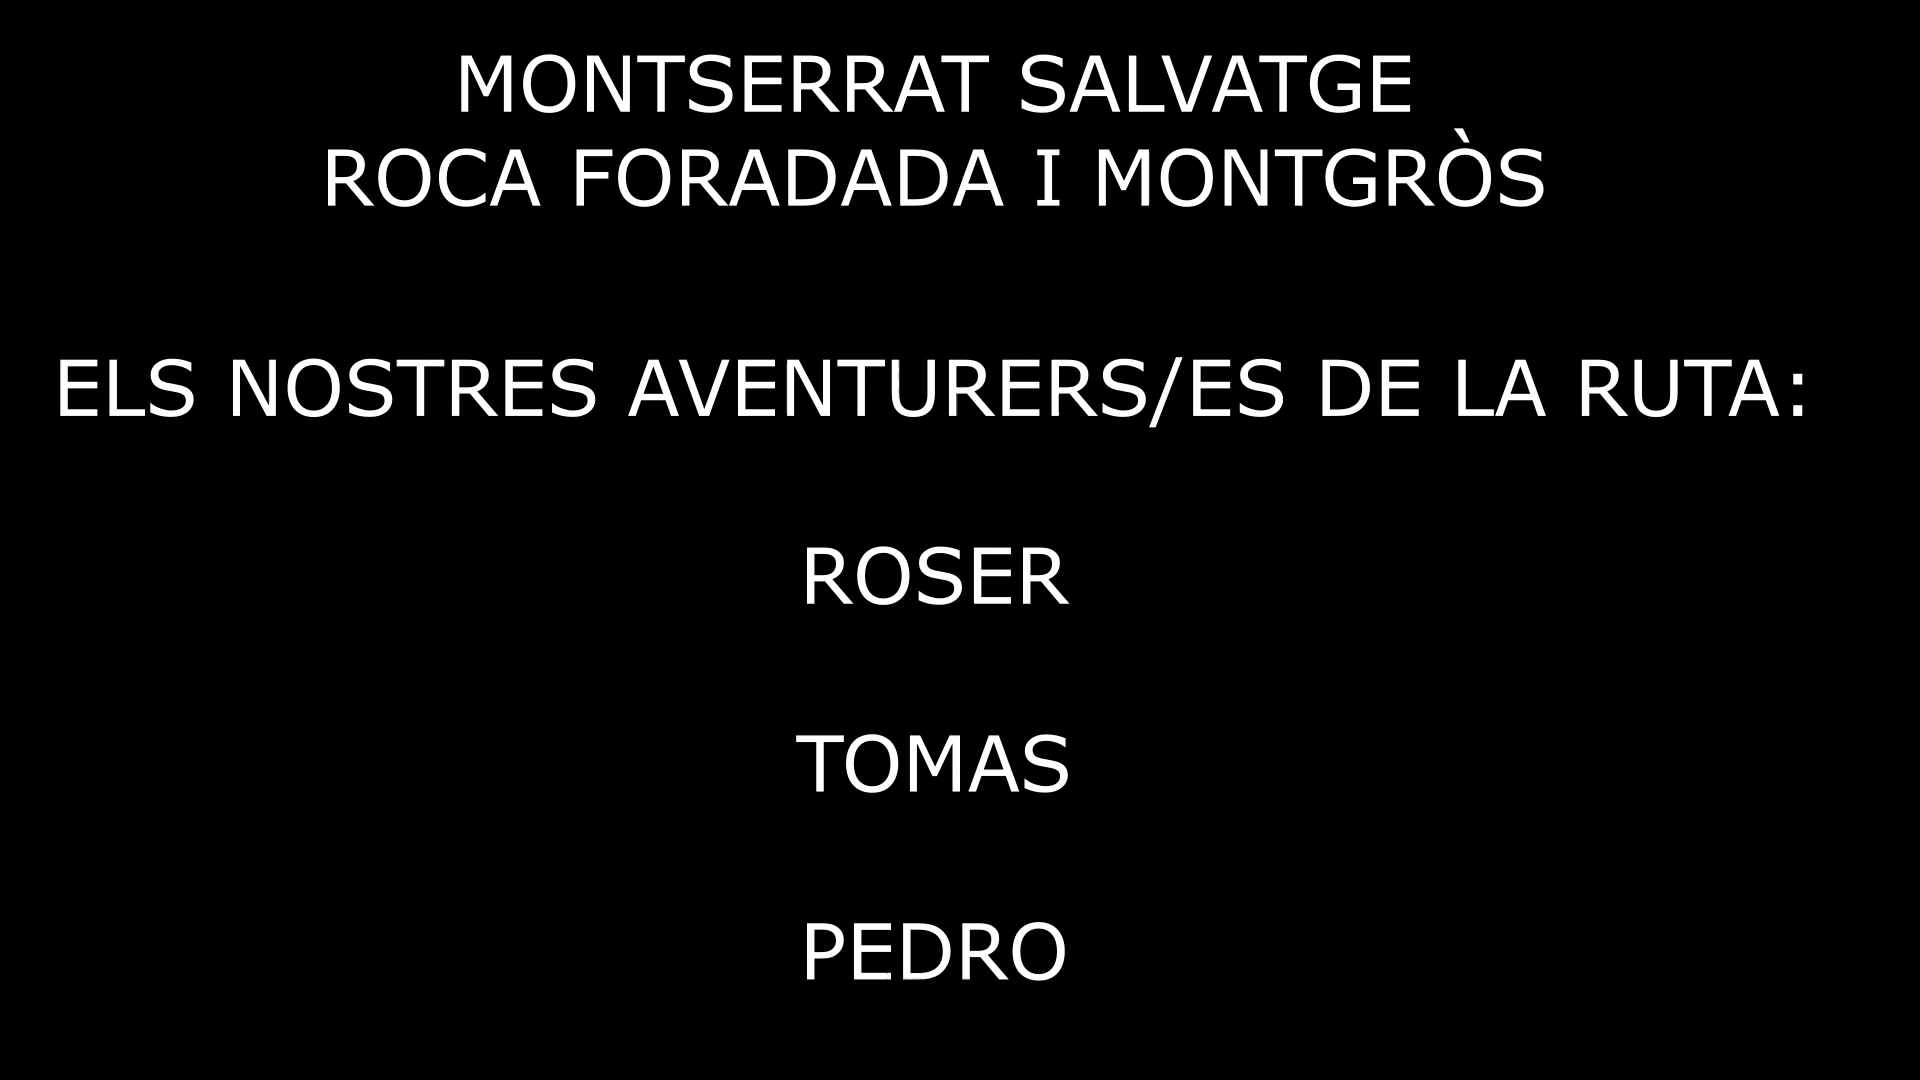 MONTSERRAT SALVATGE
ROCA FORADADA I MONTGRÒS
ELS NOSTRES AVENTURERS/ES DE LA RUTA:
ROSER
TOMAS
PEDRO